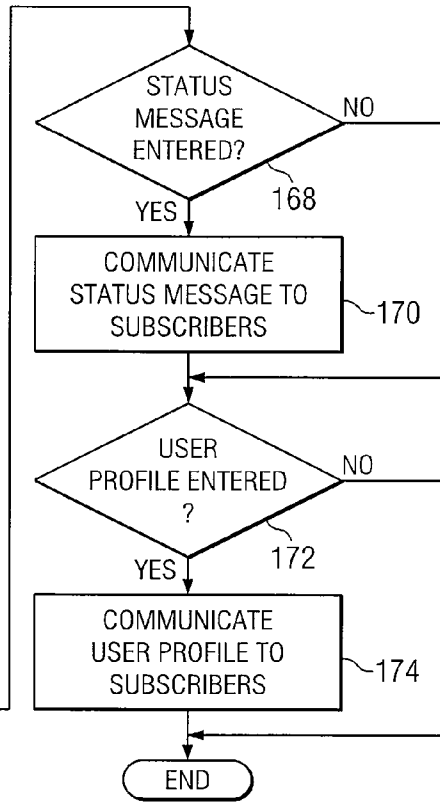 STATUS
MESSAGE
ENTERED?
NO
168
YES
COMMUNICATE
STATUS MESSAGE TO
SUBSCRIBERS
170
USER
PROFILE ENTERED
?
NO
172
YES
COMMUNICATE
USER PROFILE TO
SUBSCRIBERS
174
END